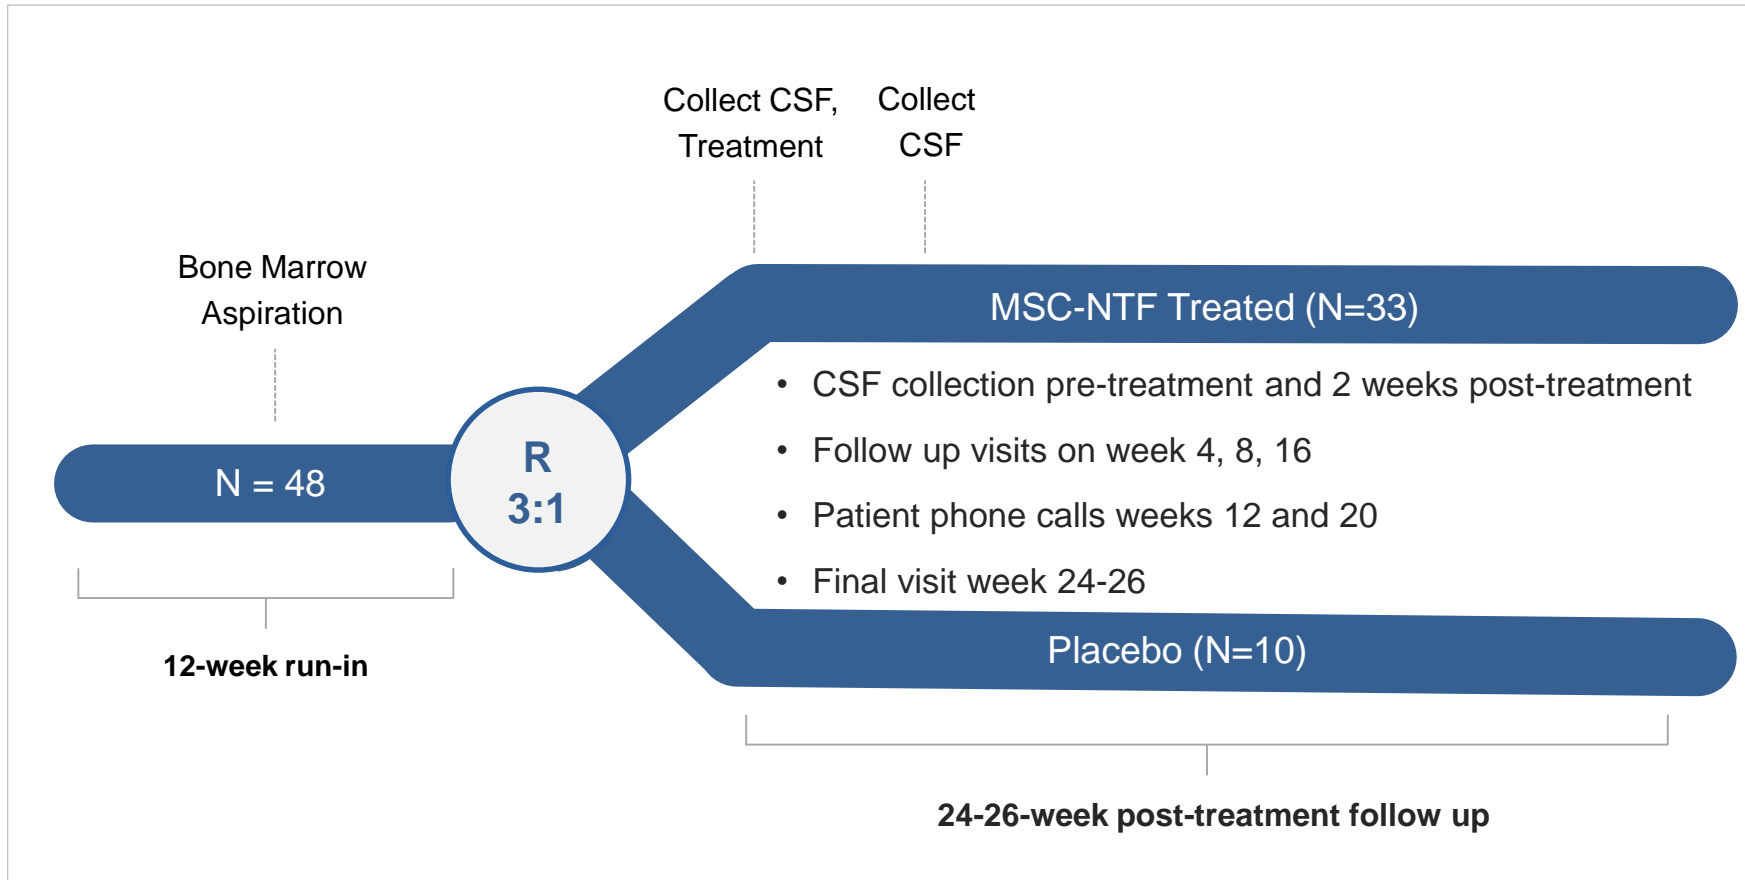 Collect CSF,
Treatment
Collect
CSF
Bone Marrow
Aspiration
MSC-NTF Treated (N=33)
• CSF collection pre-treatment and 2 weeks post-treatment
• Follow up visits on week 4, 8, 16
• Patient phone calls weeks 12 and 20
• Final visit week 24-26
N = 48
R
3:1
Placebo (N=10)
12-week run-in
24-26-week post-treatment follow up